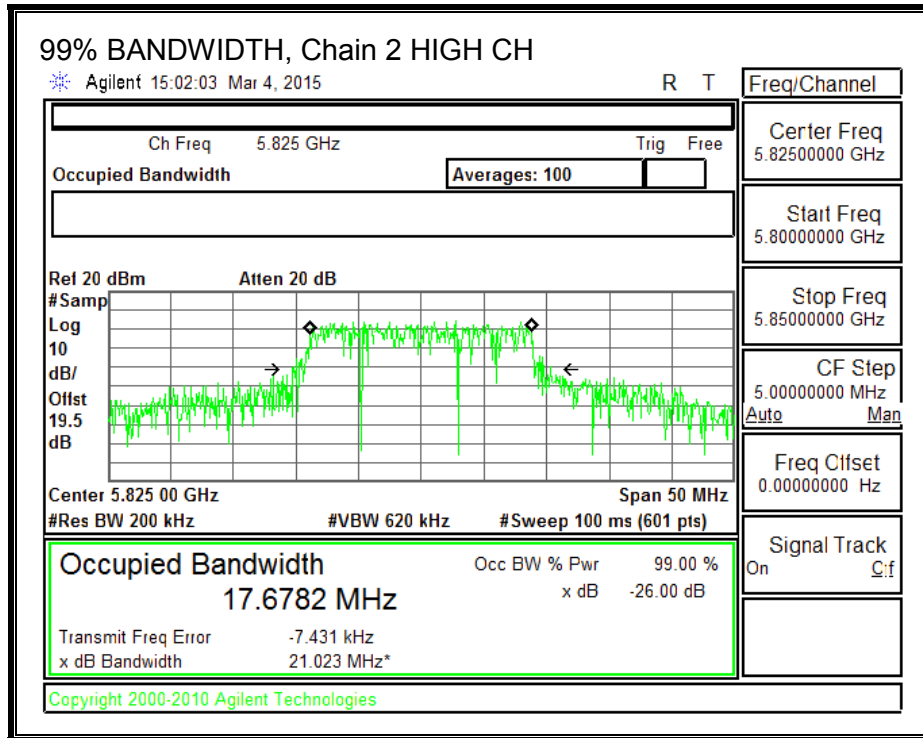 99% BANDWIDTH, Chain 2 HIGH CH
Agilent 15:02:03 Mar 4, 2015 R T
Freq/Channel
Ch Freq 5.825 GHz Trig Free
Occupied Bandwidth Averages: 100
Center Freq
5.82500000 GHz
Start Freq
5.80000000 GHz
Ref 20 dBm Atten 20 dB
#Samp
Log
10
dB/
Offst
19.5
dB
Stop Freq
5.85000000 GHz
CF Step
5.00000000 MHz
Auto Man
Freq Offset
0.00000000 Hz
Center 5.825 00 GHz Span 50 MHz
#Res BW 200 kHz #VBW 620 kHz #Sweep 100 ms (601 pts)
Signal Track
On Off
Occupied Bandwidth Occ BW % Pwr 99.00 %
17.6782 MHz x dB -26.00 dB
Transmit Freq Error -7.431 kHz
x dB Bandwidth 21.023 MHz*
Copyright 2000-2010 Agilent Technologies